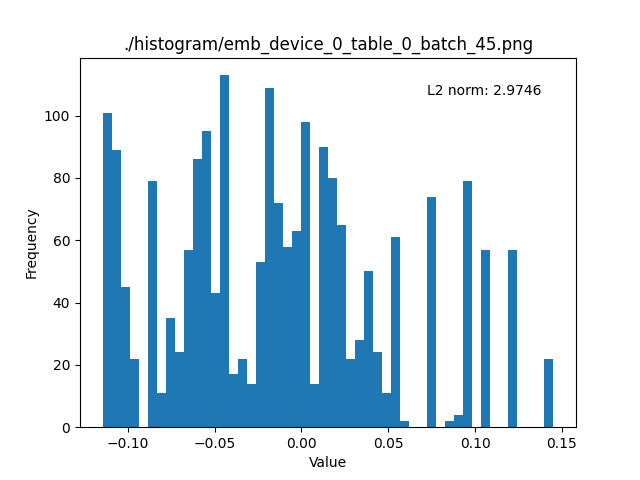 ./histogram/emb_device_0_table_0_batch_45.png
L2 norm: 2.9746
Frequency
100
80
60
40
20
0
−0.10 −0.05 0.00 0.05 0.10 0.15
Value